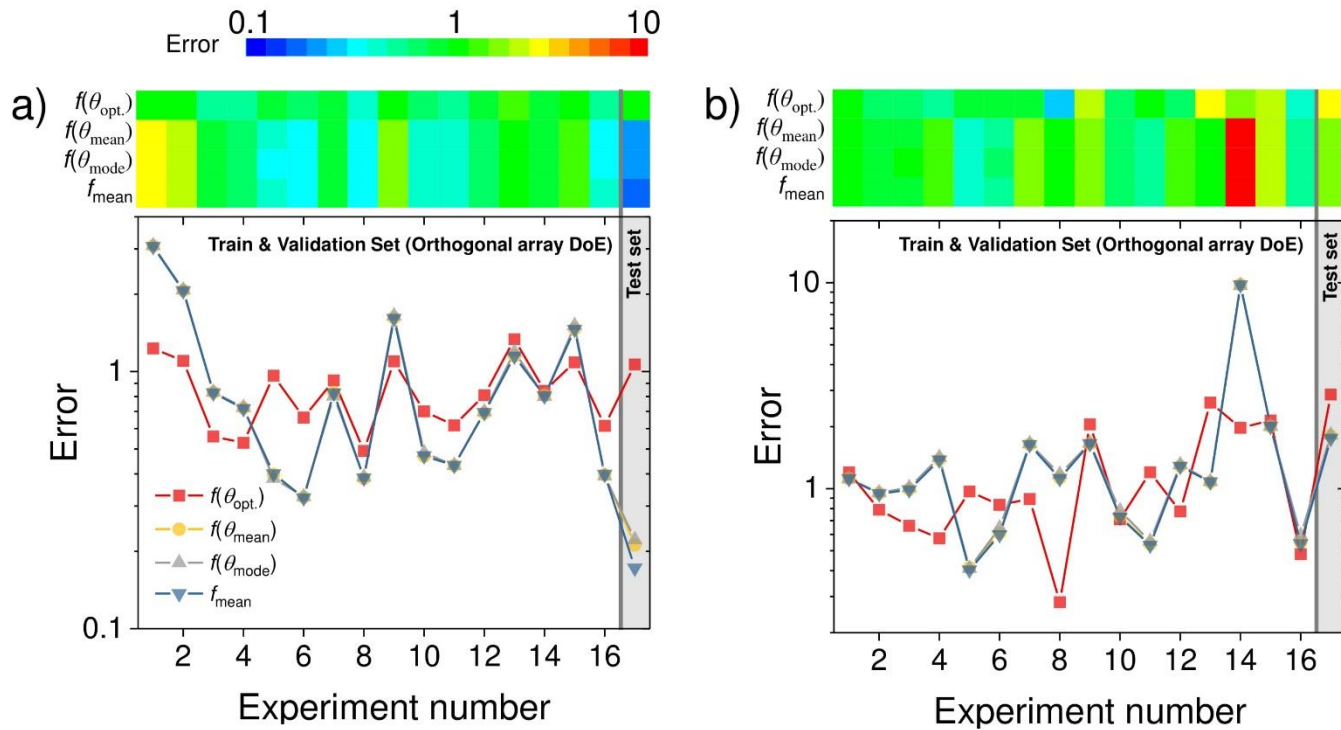 Error
0.1 1 10
a)
f(θopt.)
f(θmean)
f(θmode)
fmean
Train & Validation Set (Orthogonal array DoE)
Test set
Error
1
0.1
f(θopt.)
f(θmean)
f(θmode)
fmean
2 4 6 8 10 12 14 16
Experiment number
b)
f(θopt.)
f(θmean)
f(θmode)
fmean
Train & Validation Set (Orthogonal array DoE)
Test set
Error
10
1
2 4 6 8 10 12 14 16
Experiment number